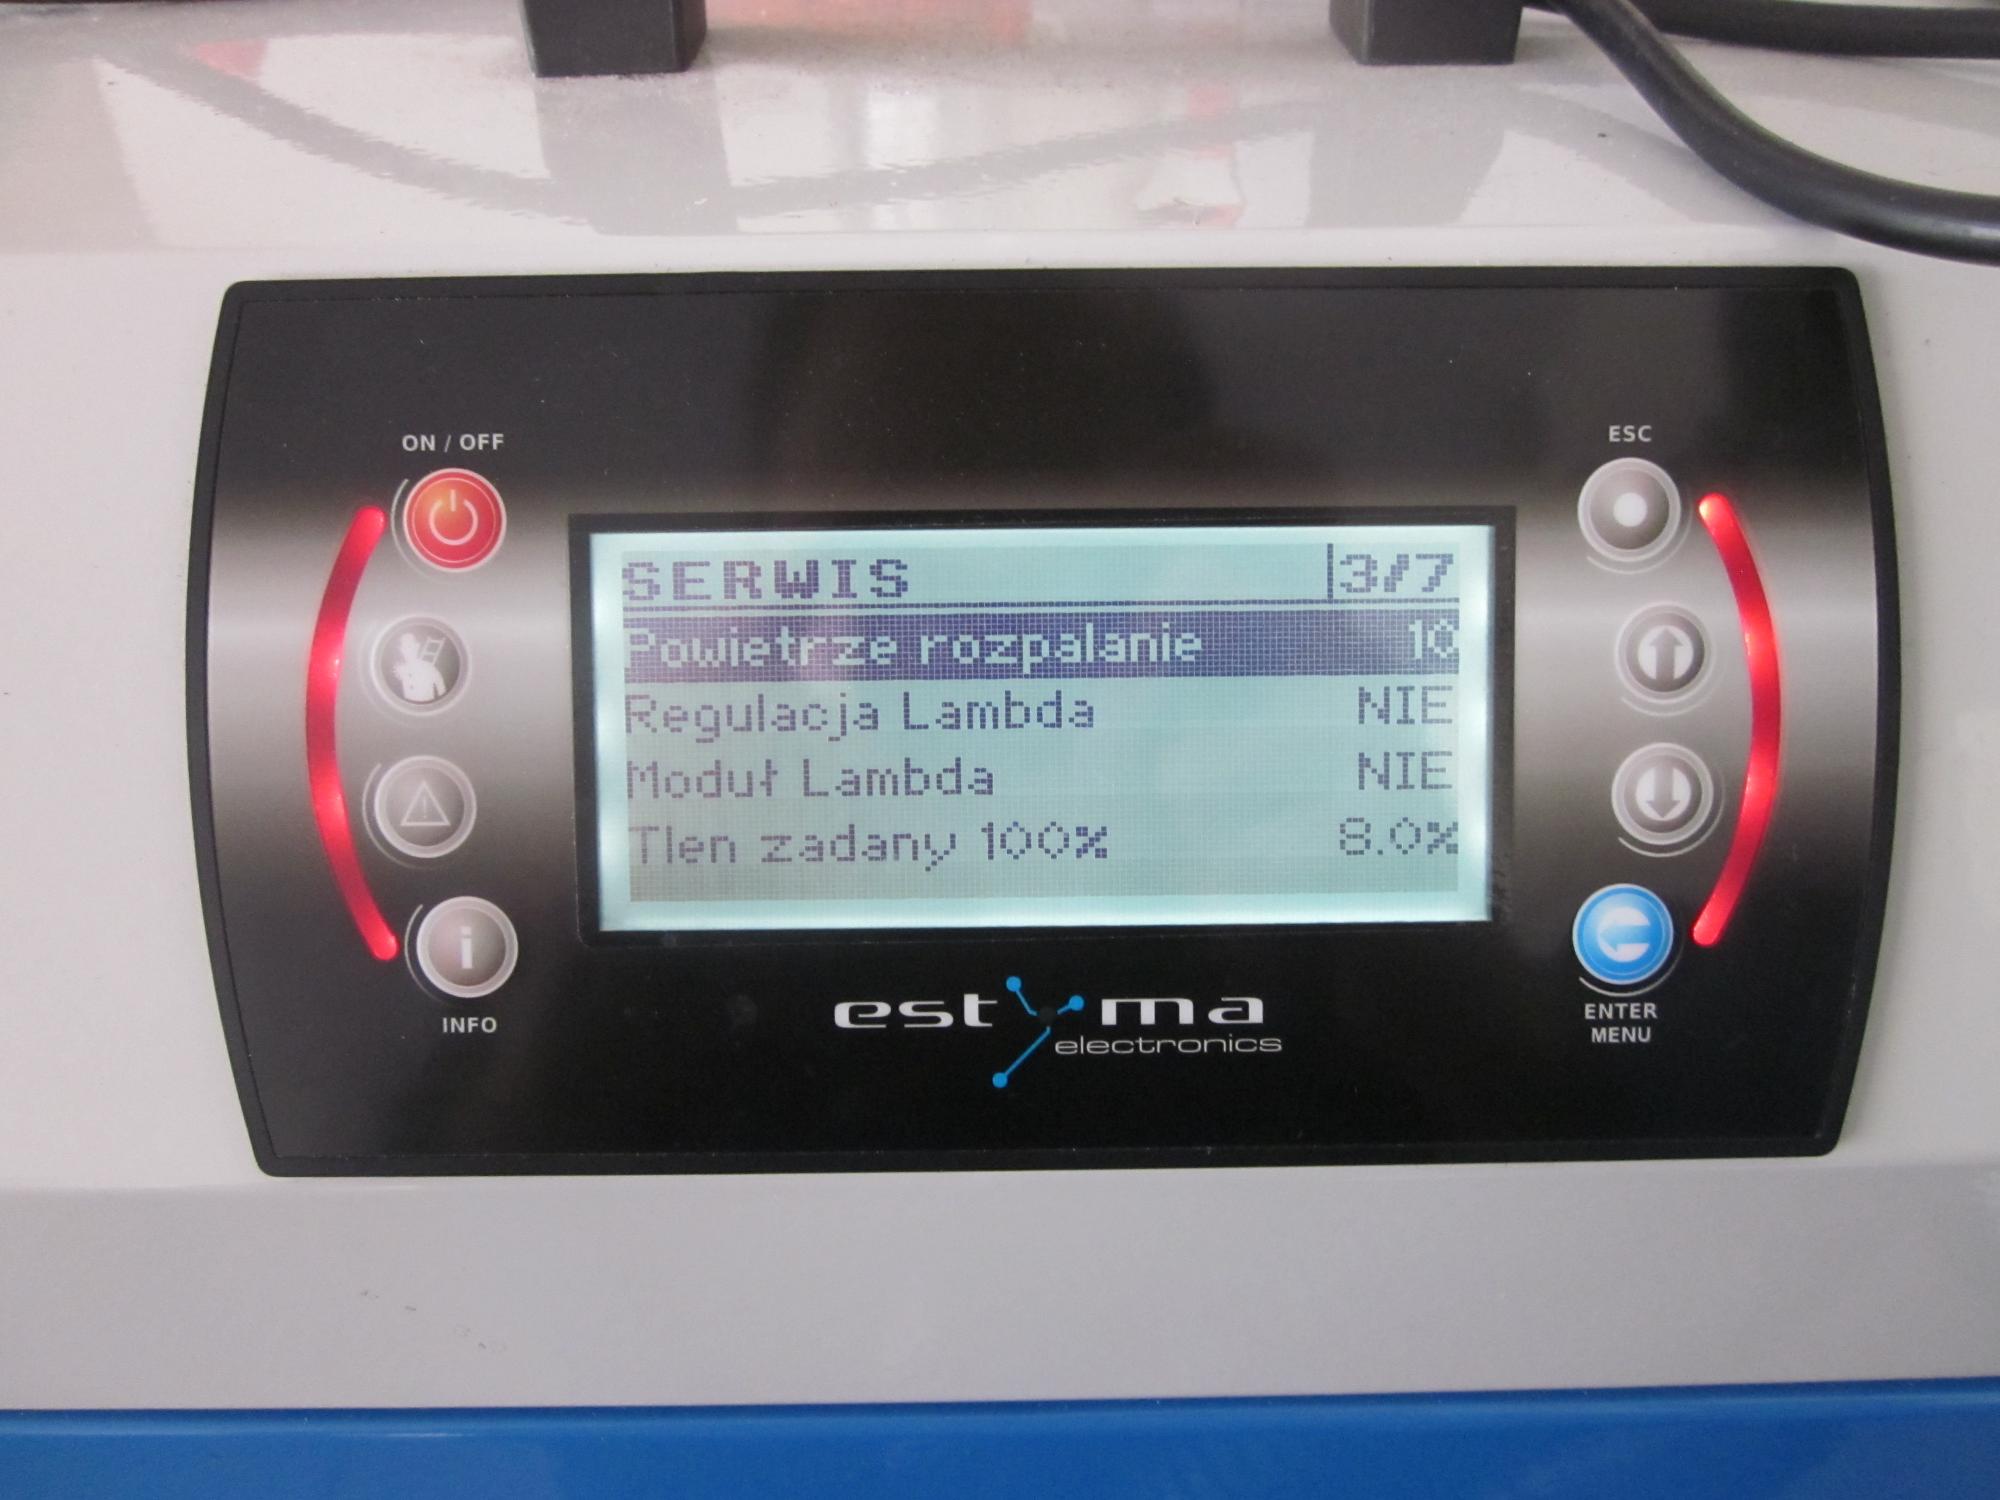 ON / OFF
ESC
SERWIS 3/7
Powietrze rozpalanie 10
Regulacja Lambda NIE
Moduł Lambda NIE
Tlen zadany 100% 8.0%
i
INFO
ENTER
MENU
estyma
electronics